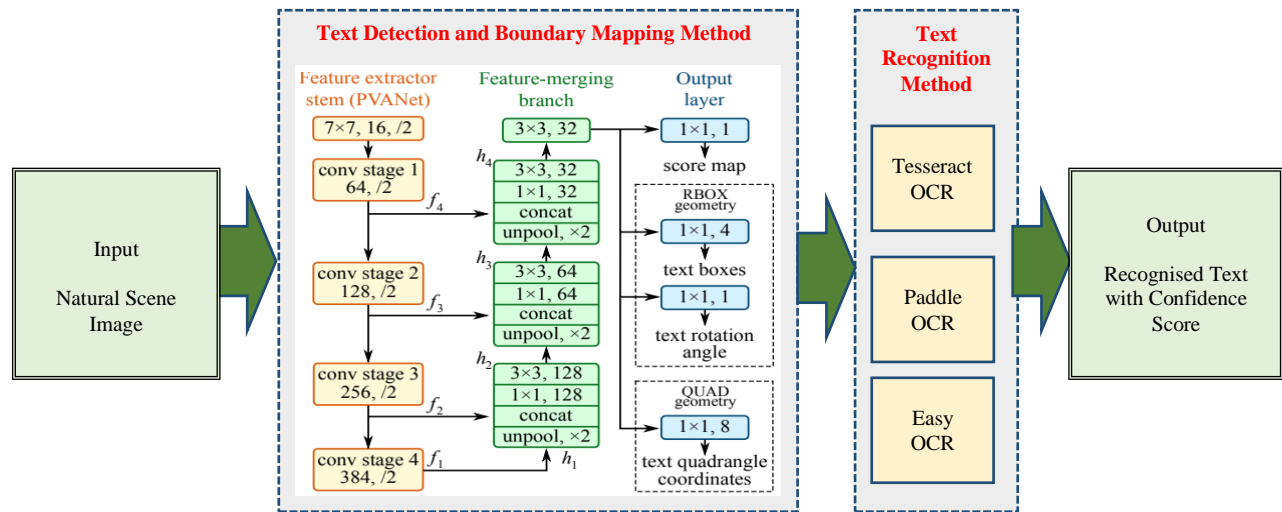 Input
Natural Scene
Image
Text Detection and Boundary Mapping Method
Feature extractor
stem (PVANet)
7×7, 16, /2
conv stage 1
64, /2
f4
conv stage 2
128, /2
f3
conv stage 3
256, /2
f2
conv stage 4
384, /2
f1
Feature-merging
branch
3×3, 32
h4
3×3, 32
1×1, 32
concat
unpool, ×2
h3
3×3, 64
1×1, 64
concat
unpool, ×2
h2
3×3, 128
1×1, 128
concat
unpool, ×2
h1
Output
layer
1×1, 1
score map
RBOX
geometry
1×1, 4
text boxes
1×1, 1
text rotation
angle
QUAD
geometry
1×1, 8
text quadrangle
coordinates
Text
Recognition
Method
Tesseract
OCR
Paddle
OCR
Easy
OCR
Output
Recognised Text
with Confidence
Score